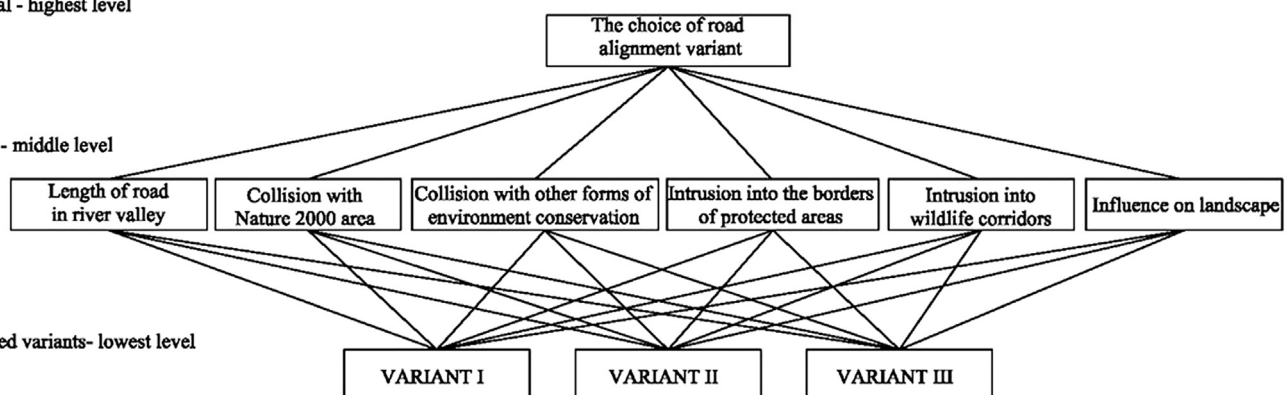 al - highest level
The choice of road
alignment variant
- middle level
Length of road
in river valley
Collision with
Nature 2000 area
Collision with other forms of
environment conservation
Intrusion into the borders
of protected areas
Intrusion into
wildlife corridors
Influence on landscape
ed variants- lowest level
VARIANT I
VARIANT II
VARIANT III